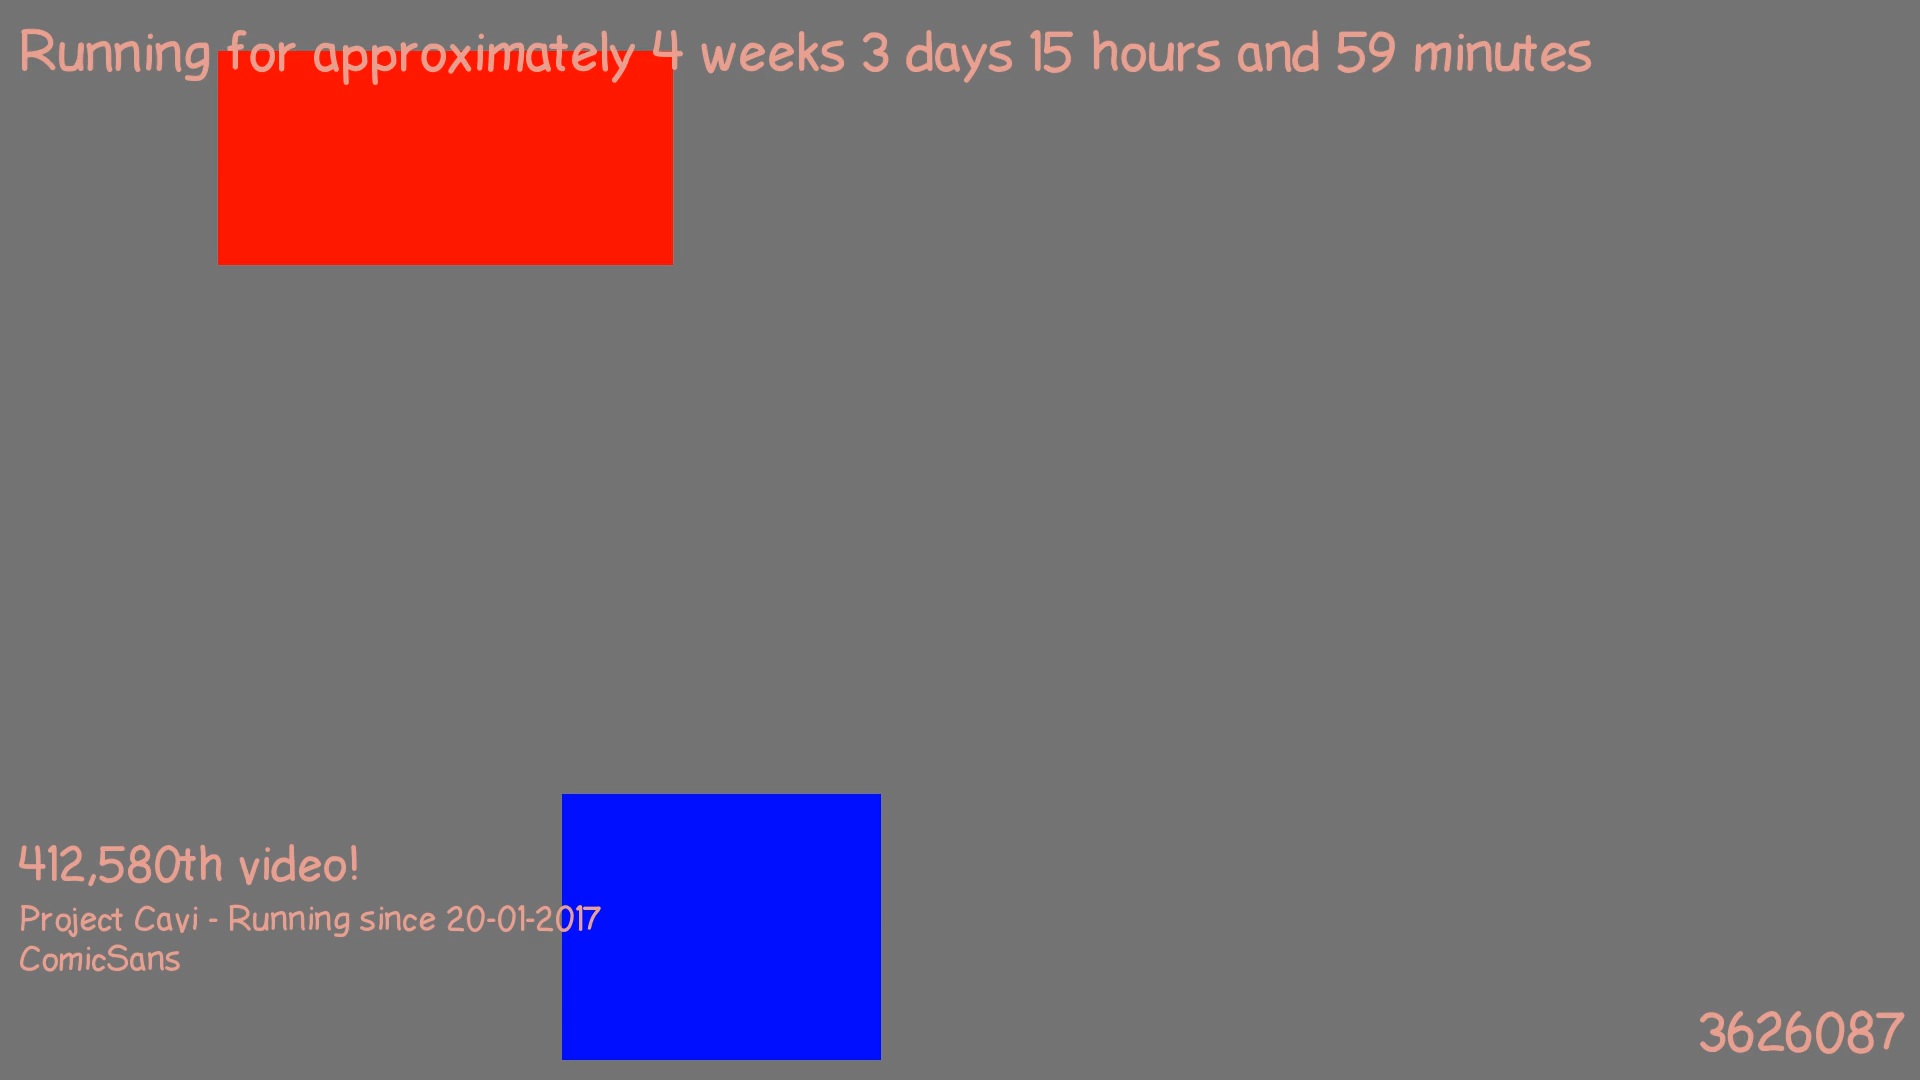 Running for approximately 4 weeks 3 days 15 hours and 59 minutes
412,580th video!
Project Cavi - Running since 20-01-2017
ComicSans
3626087